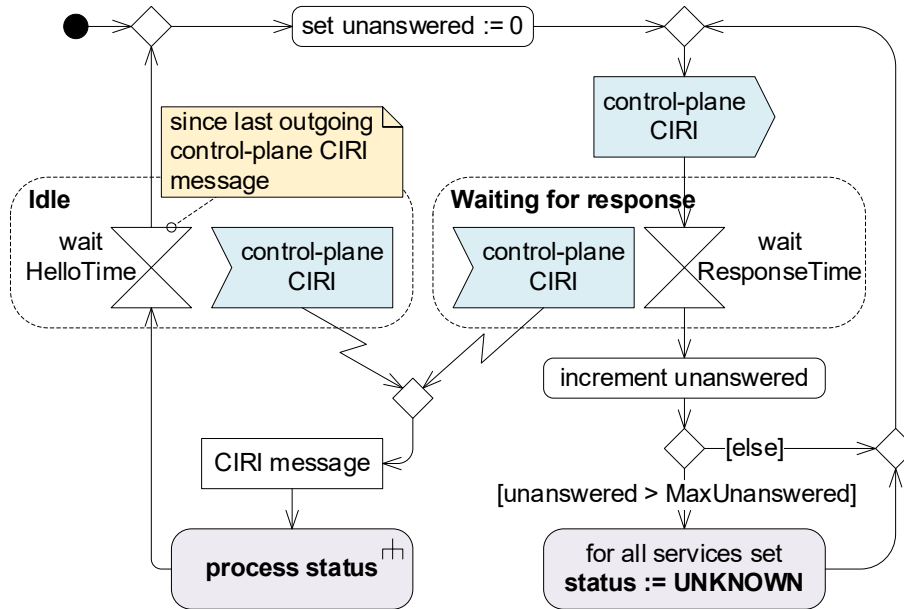 set unanswered := 0
control-plane
CIRI
since last outgoing
control-plane CIRI
message
Idle
wait
HelloTime
control-plane
CIRI
Waiting for response
control-plane
CIRI
wait
ResponseTime
increment unanswered
[else]
[unanswered > MaxUnanswered]
CIRI message
process status
for all services set
status := UNKNOWN